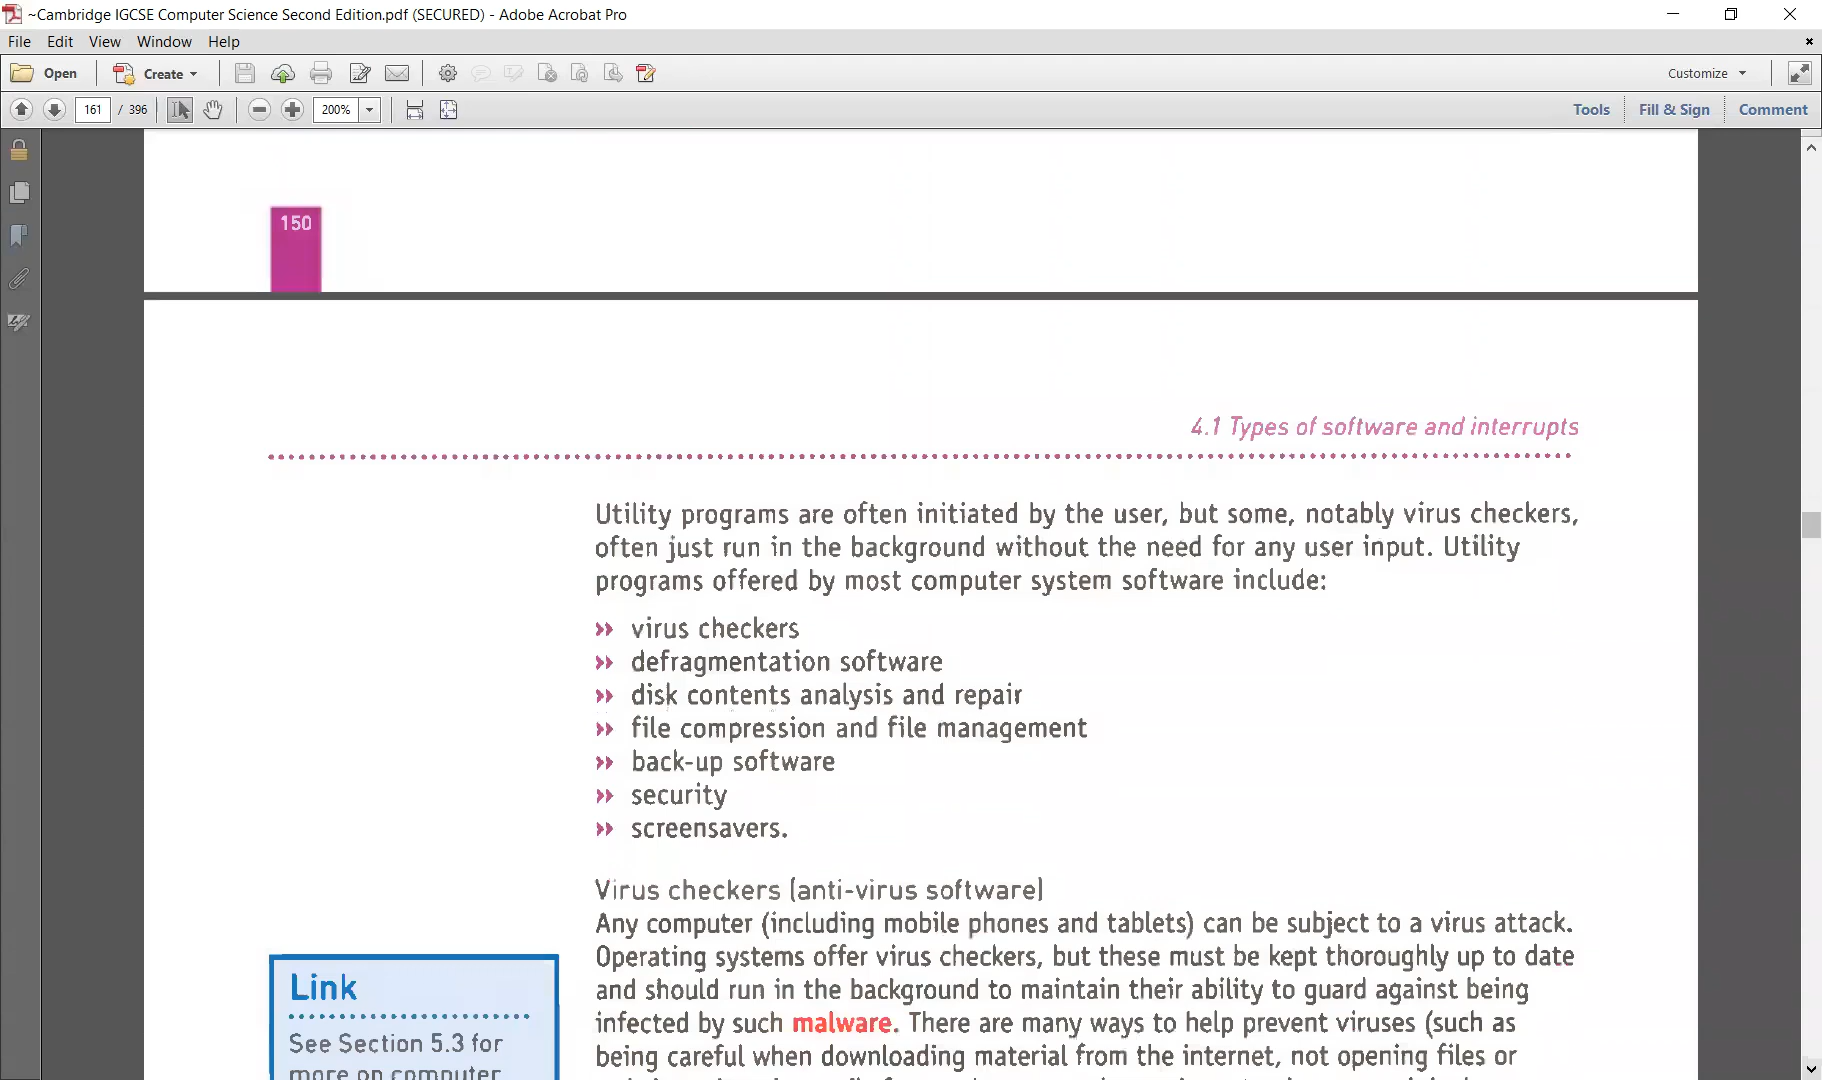 ~Cambridge IGCSE Computer Science Second Edition.pdf (SECURED) - Adobe Acrobat Pro
File Edit View Window Help
Open Create Customize
161 / 396 200% Tools Fill & Sign Comment
150
4.1 Types of software and interrupts
Utility programs are often initiated by the user, but some, notably virus checkers,
often just run in the background without the need for any user input. Utility
programs offered by most computer system software include:
» virus checkers
» defragmentation software
» disk contents analysis and repair
» file compression and file management
» back-up software
» security
» screensavers.
Virus checkers (anti-virus software)
Any computer (including mobile phones and tablets) can be subject to a virus attack.
Operating systems offer virus checkers, but these must be kept thoroughly up to date
and should run in the background to maintain their ability to guard against being
infected by such malware. There are many ways to help prevent viruses (such as
being careful when downloading material from the internet, not opening files or
Link
See Section 5.3 for
more on computer